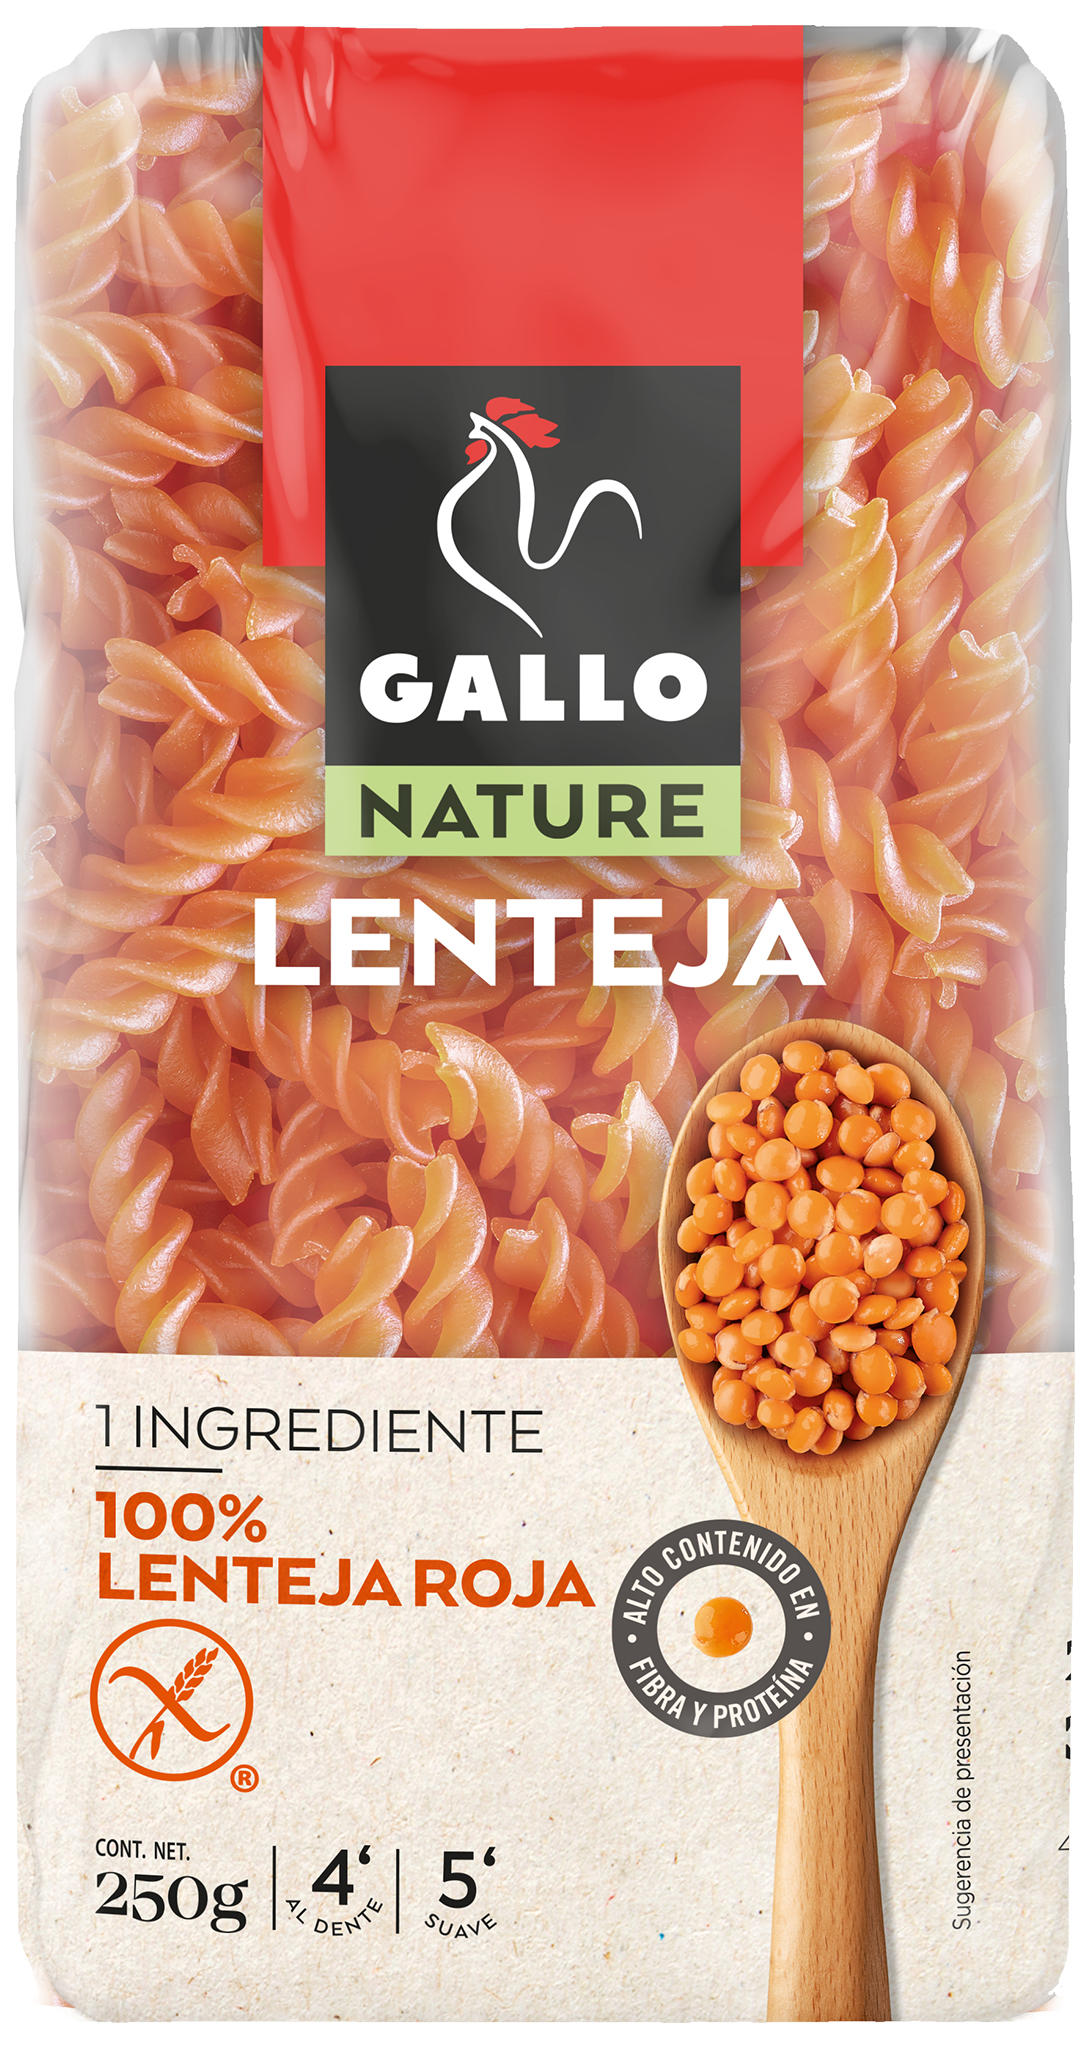 GALLO
NATURE
LENTEJA
1 INGREDIENTE
100%
LENTEJA ROJA
ALTO CONTENIDO EN
• FIBRA Y PROTEÍNA •
®
CONT. NET.
250g
4‘
AL DENTE
5‘
SUAVE
Sugerencia de presentación